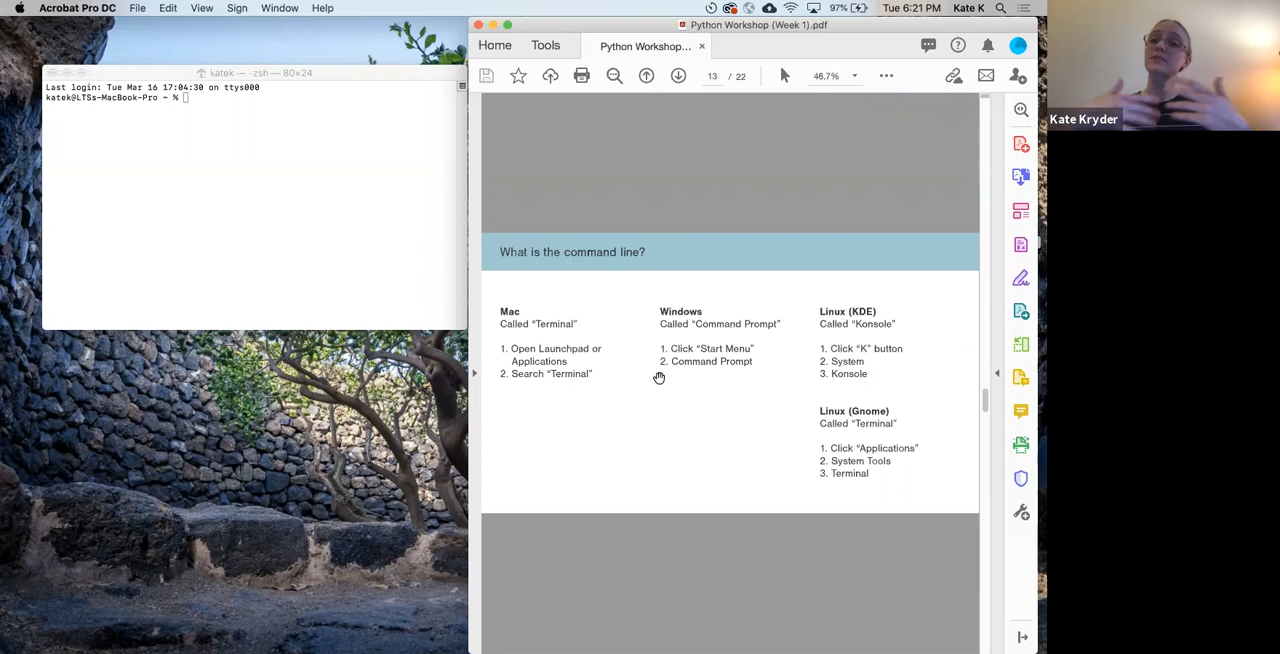 Acrobat Pro DC File Edit View Sign Window Help
97% Tue 6:21 PM Kate K
katek — -zsh — 80×24
Last login: Tue Mar 16 17:04:30 on ttys000
katek@LTSs-MacBook-Pro ~ %
Python Workshop (Week 1).pdf
Home Tools Python Workshop... ×
13 / 22 46.7%
What is the command line?
Mac
Called “Terminal”
1. Open Launchpad or
Applications
2. Search “Terminal”
Windows
Called “Command Prompt”
1. Click “Start Menu”
2. Command Prompt
Linux (KDE)
Called “Konsole”
1. Click “K” button
2. System
3. Konsole
Linux (Gnome)
Called “Terminal”
1. Click “Applications”
2. System Tools
3. Terminal
Kate Kryder